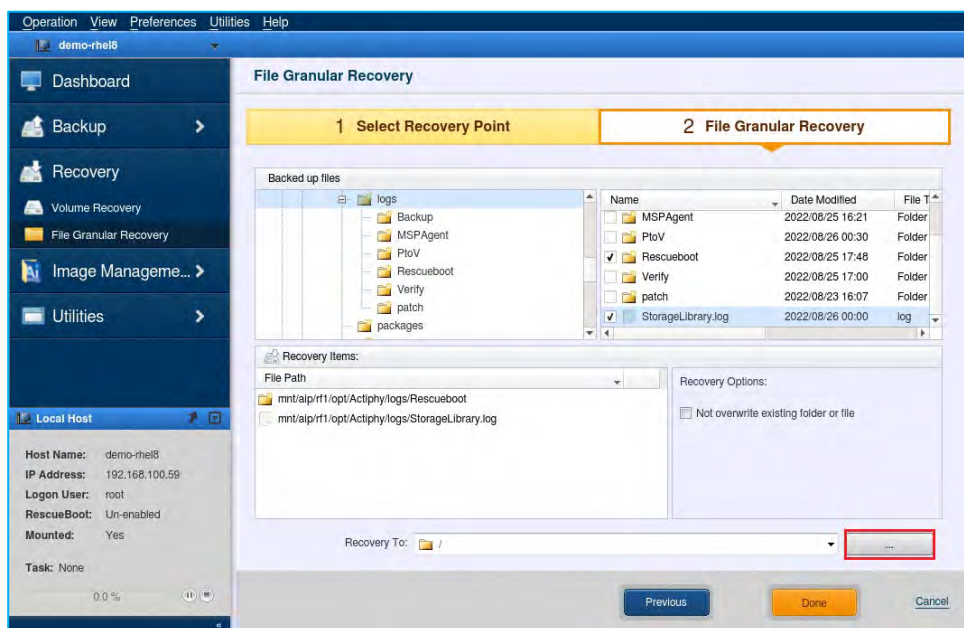 Operation View Preferences Utilities Help
demo-rhel8
Dashboard
Backup
Recovery
Volume Recovery
File Granular Recovery
Image Manageme...
Utilities
Local Host
Host Name: demo-rhel8
IP Address: 192.168.100.59
Logon User: root
RescueBoot: Un-enabled
Mounted: Yes
Task: None
0.0 %
File Granular Recovery
1 Select Recovery Point
2 File Granular Recovery
Backed up files
logs
Backup
MSPAgent
PtoV
Rescueboot
Verify
patch
packages
Name Date Modified File T
MSPAgent 2022/08/25 16:21 Folder
PtoV 2022/08/26 00:30 Folder
Rescueboot 2022/08/25 17:48 Folder
Verify 2022/08/25 17:00 Folder
patch 2022/08/23 16:07 Folder
StorageLibrary.log 2022/08/26 00:00 log
Recovery Items:
File Path
mnt/aip/rf1/opt/Actiphy/logs/Rescueboot
mnt/aip/rf1/opt/Actiphy/logs/StorageLibrary.log
Recovery Options:
Not overwrite existing folder or file
Recovery To: /
...
Previous
Done
Cancel